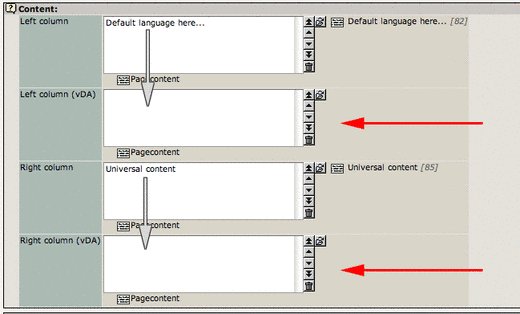 Content:
Left column
Default language here...
Default language here... [82]
Pagecontent
Left column (vDA)
Pagecontent
Right column
Universal content
Universal content [85]
Pagecontent
Right column (vDA)
Pagecontent